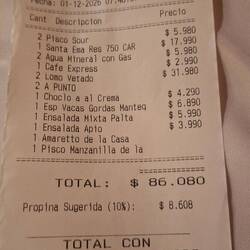 Fecha: 01-12-2026
Cant Descripcion Precio
2 Pisco Sour $ 5.980
1 Santa Ema Res 750 CAR $ 17.990
2 Agua Mineral con Gas $ 5.980
1 Cafe Express $ 2.990
2 Lomo Vetado $ 31.980
2 A PUNTO
1 Choclo a al Crema $ 4.290
1 Esp Vacas Gordas Manteq $ 6.890
1 Ensalada Mixta Palta $ 5.990
1 Ensalada Apio $ 3.990
1 Amaretto de la Casa
1 Pisco Manzanilla de la
TOTAL: $ 86.080
Propina Sugerida (10%): $ 8.608
TOTAL CON